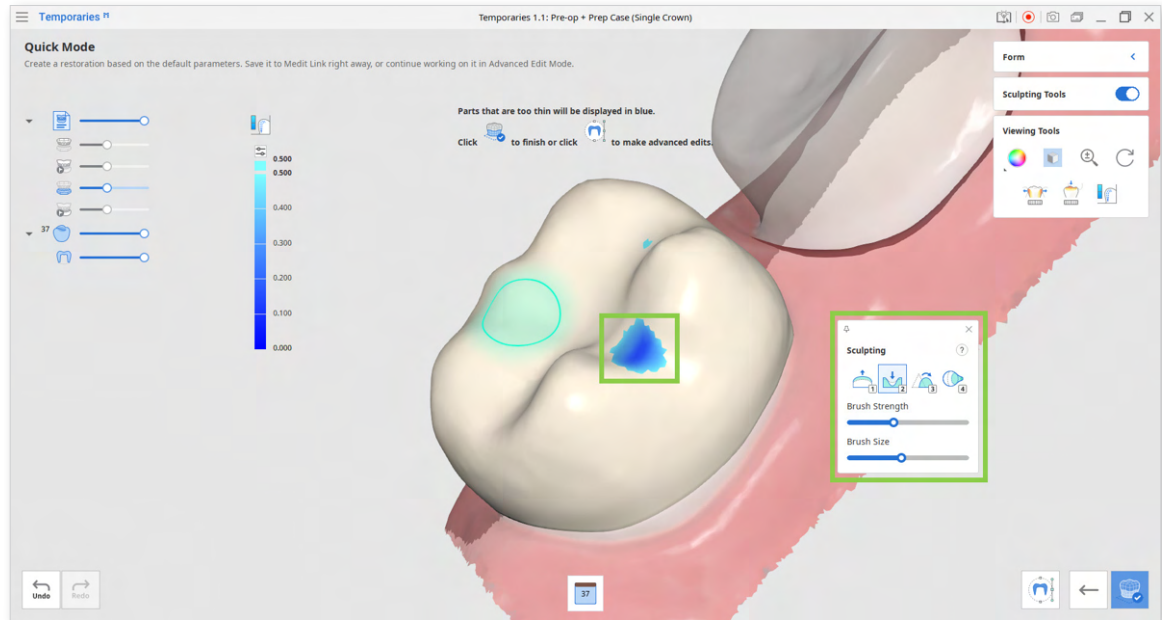 Temporaries
Temporaries 1.1: Pre-op + Prep Case (Single Crown)
Quick Mode
Create a restoration based on the default parameters. Save it to Medit Link right away, or continue working on it in Advanced Edit Mode.
Parts that are too thin will be displayed in blue.
Click to finish or click to make advanced edits.
0.500
0.500
0.400
0.300
0.200
0.100
0.000
37
Form
Sculpting Tools
Viewing Tools
Sculpting
?
1 2 3 4
Brush Strength
Brush Size
Undo
Redo
37